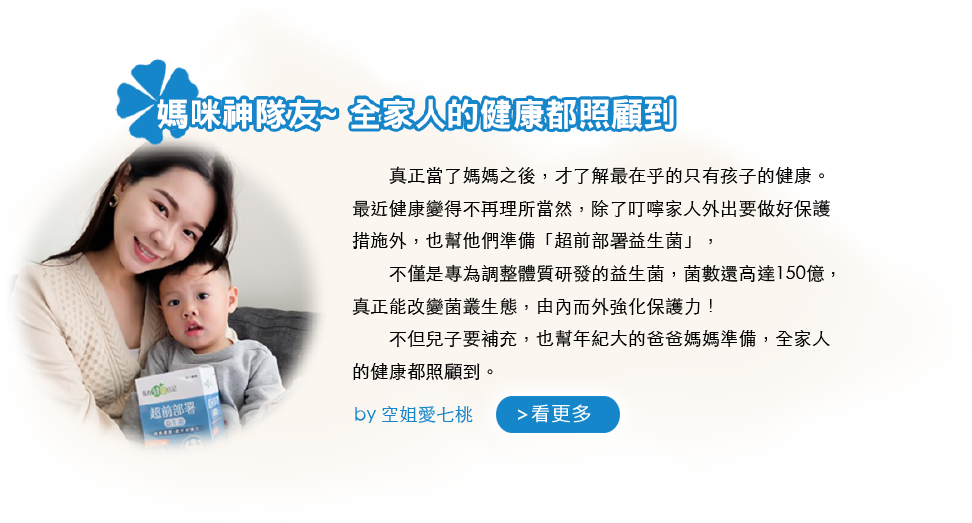 媽咪神隊友~ 全家人的健康都照顧到
真正當了媽媽之後，才了解最在乎的只有孩子的健康。
最近健康變得不再理所當然，除了叮嚀家人外出要做好保護
措施外，也幫他們準備「超前部署益生菌」，
不僅是專為調整體質研發的益生菌，菌數還高達150億，
真正能改變菌叢生態，由內而外強化保護力！
不但兒子要補充，也幫年紀大的爸爸媽媽準備，全家人
的健康都照顧到。
by 空姐愛七桃
>看更多
超前部署
益生菌